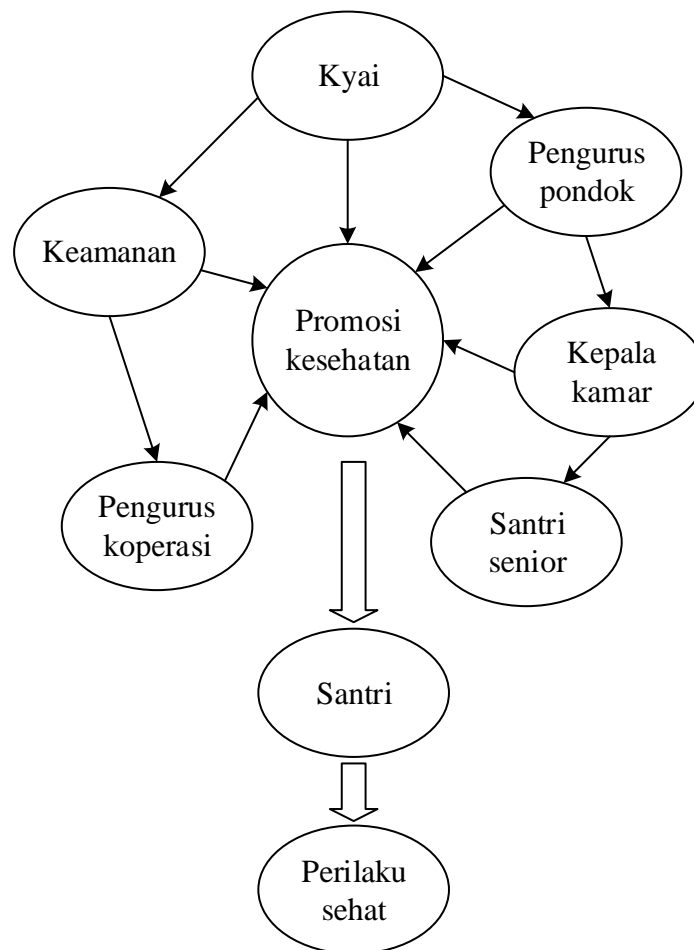 Kyai
Pengurus
pondok
Keamanan
Promosi
kesehatan
Kepala
kamar
Pengurus
koperasi
Santri
senior
Santri
Perilaku
sehat